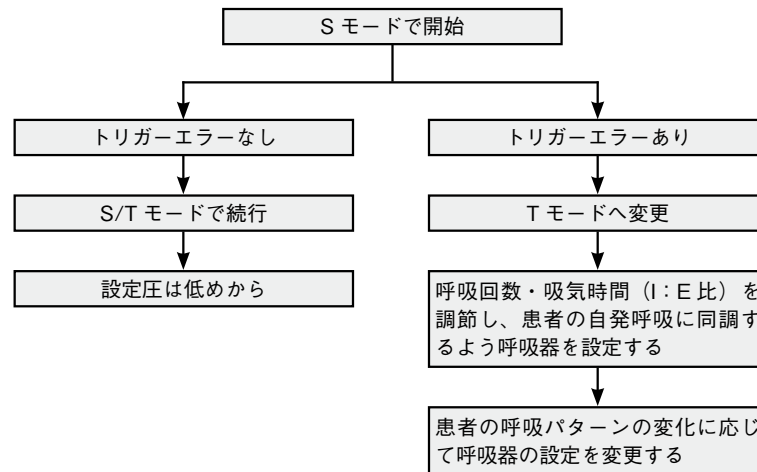 S モードで開始
トリガーエラーなし
トリガーエラーあり
S/T モードで続行
T モードへ変更
設定圧は低めから
呼吸回数・吸気時間（I：E 比）を
調節し、患者の自発呼吸に同調す
るよう呼吸器を設定する
患者の呼吸パターンの変化に応じ
て呼吸器の設定を変更する